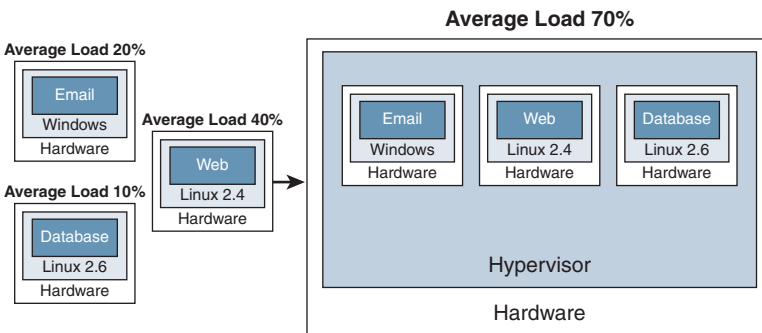 Average Load 20%
Email
Windows
Hardware
Average Load 10%
Database
Linux 2.6
Hardware
Average Load 40%
Web
Linux 2.4
Hardware
Average Load 70%
Email
Windows
Hardware
Web
Linux 2.4
Hardware
Database
Linux 2.6
Hardware
Hypervisor
Hardware